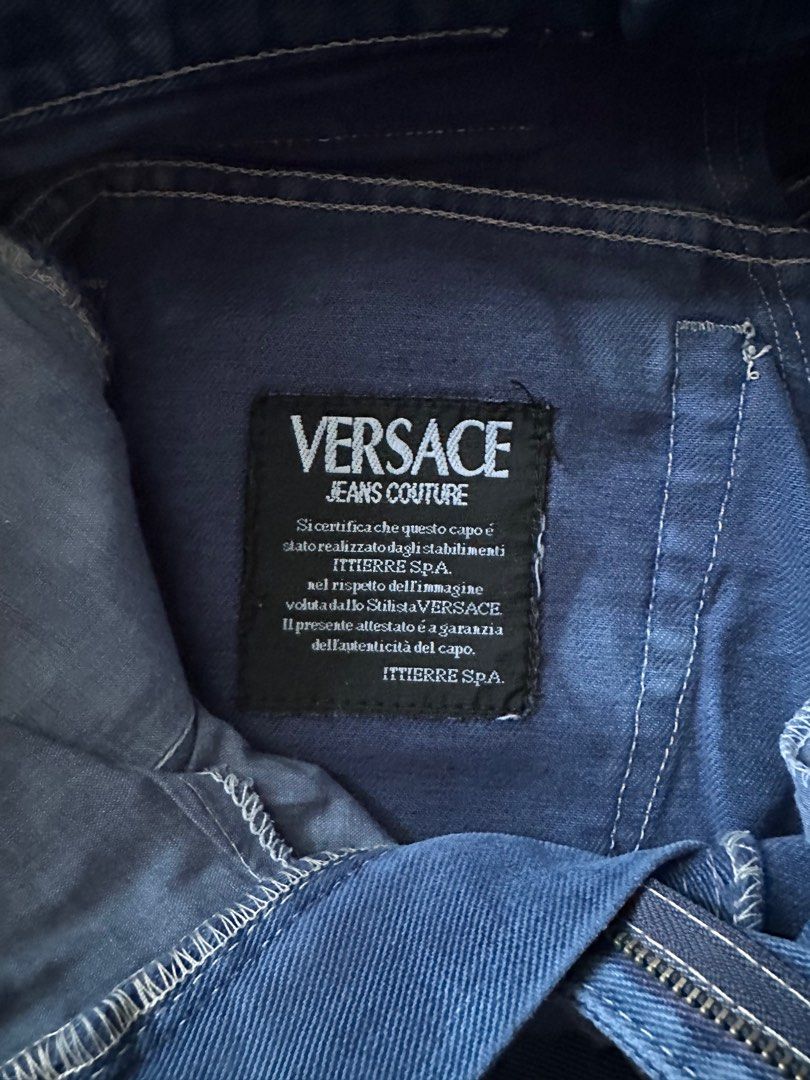 VERSACE
JEANS COUTURE
Si certifica che questo capo é
stato realizzato dagli stabilimenti
ITTIERRE S.p.A.
nel rispetto dell'immagine
voluta dallo Stilista VERSACE.
Il presente attestato é a garanzia
dell'autenticità del capo.
ITTIERRE S.p.A.